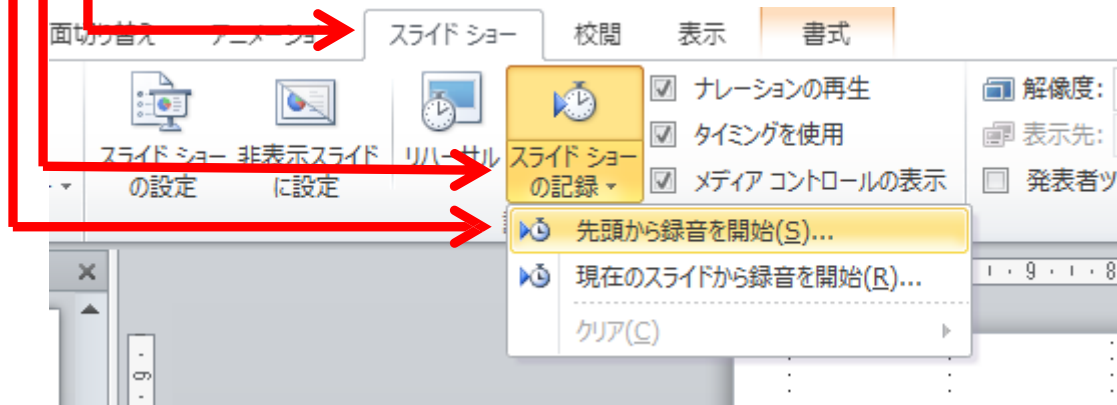 面切り替え アニメーション スライド ショー 校閲 表示 書式
スライド ショー
の設定
非表示スライド
に設定
リハーサル
スライド ショー
の記録
ナレーションの再生
タイミングを使用
メディア コントロールの表示
解像度:
表示先:
発表者ツ
先頭から録音を開始(S)...
現在のスライドから録音を開始(R)...
クリア(C)
9 8
6